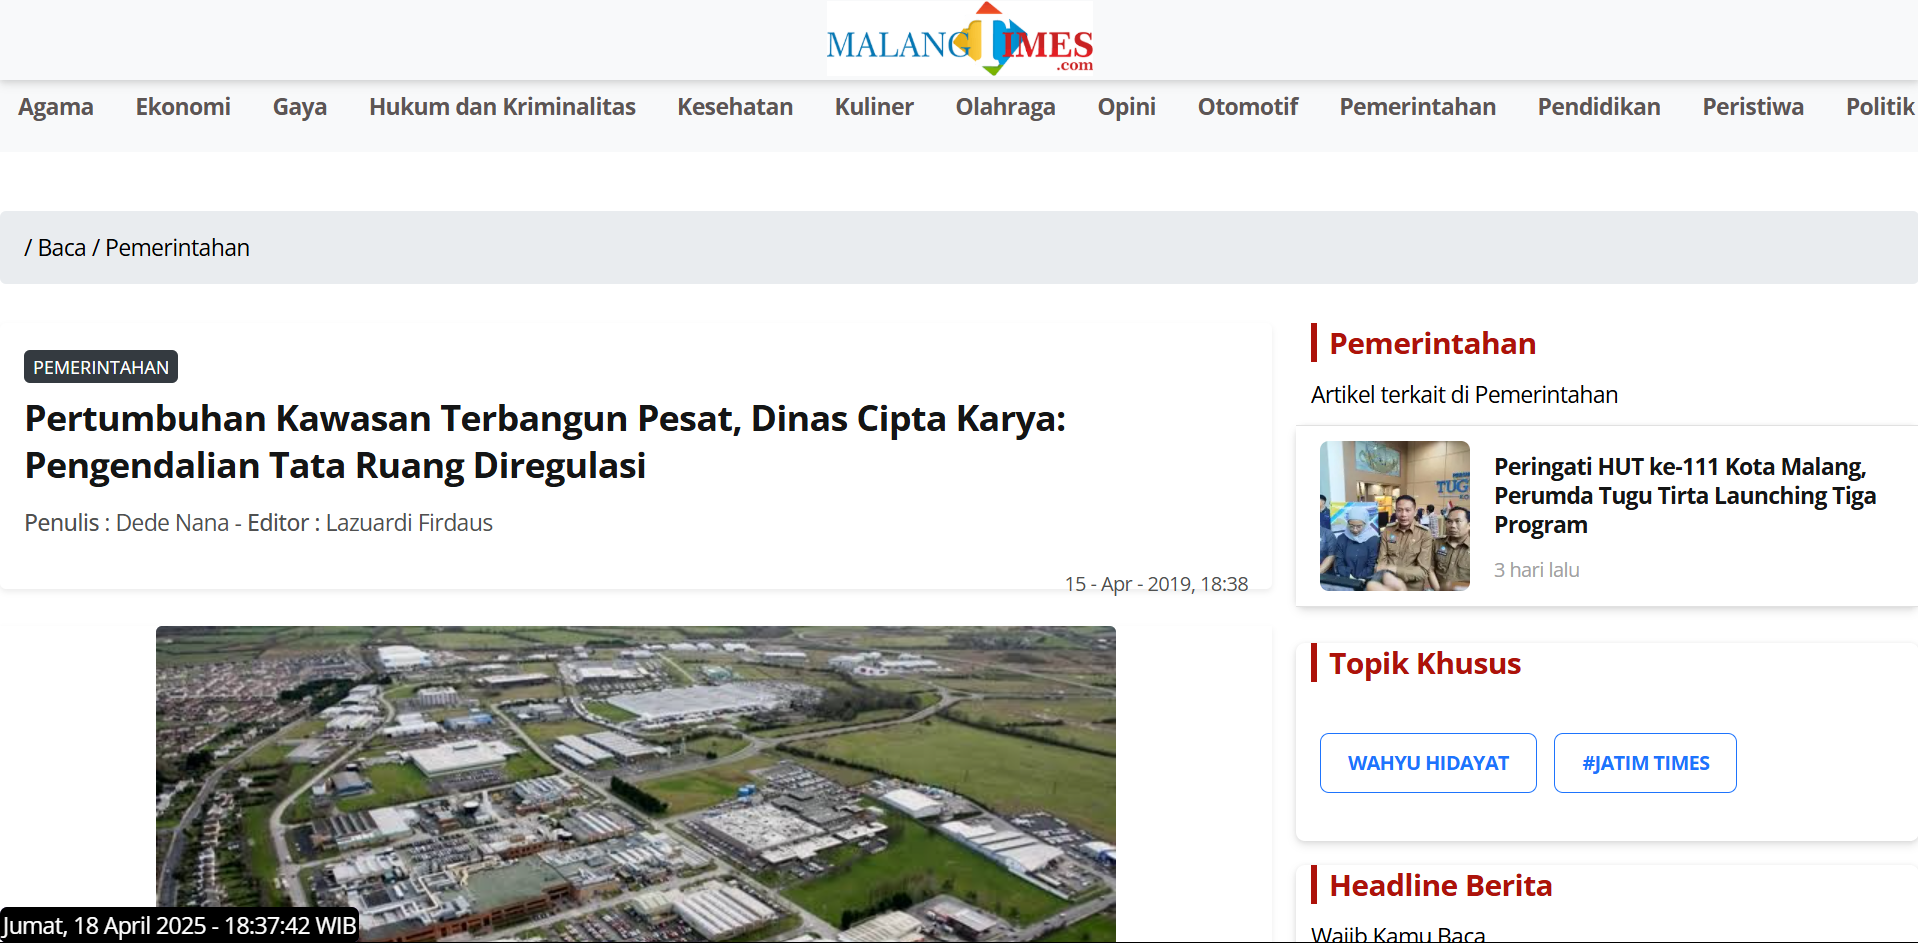 MALANG TIMES
.com
Agama Ekonomi Gaya Hukum dan Kriminalitas Kesehatan Kuliner Olahraga Opini Otomotif Pemerintahan Pendidikan Peristiwa Politik
/ Baca / Pemerintahan
PEMERINTAHAN
Pertumbuhan Kawasan Terbangun Pesat, Dinas Cipta Karya:
Pengendalian Tata Ruang Diregulasi
Penulis : Dede Nana - Editor : Lazuardi Firdaus
15 - Apr - 2019, 18:38
Pemerintahan
Artikel terkait di Pemerintahan
TUG
Peringati HUT ke-111 Kota Malang,
Perumda Tugu Tirta Launching Tiga
Program
3 hari lalu
Topik Khusus
WAHYU HIDAYAT #JATIM TIMES
Headline Berita
Wajib Kamu Baca
Jumat, 18 April 2025 - 18:37:42 WIB